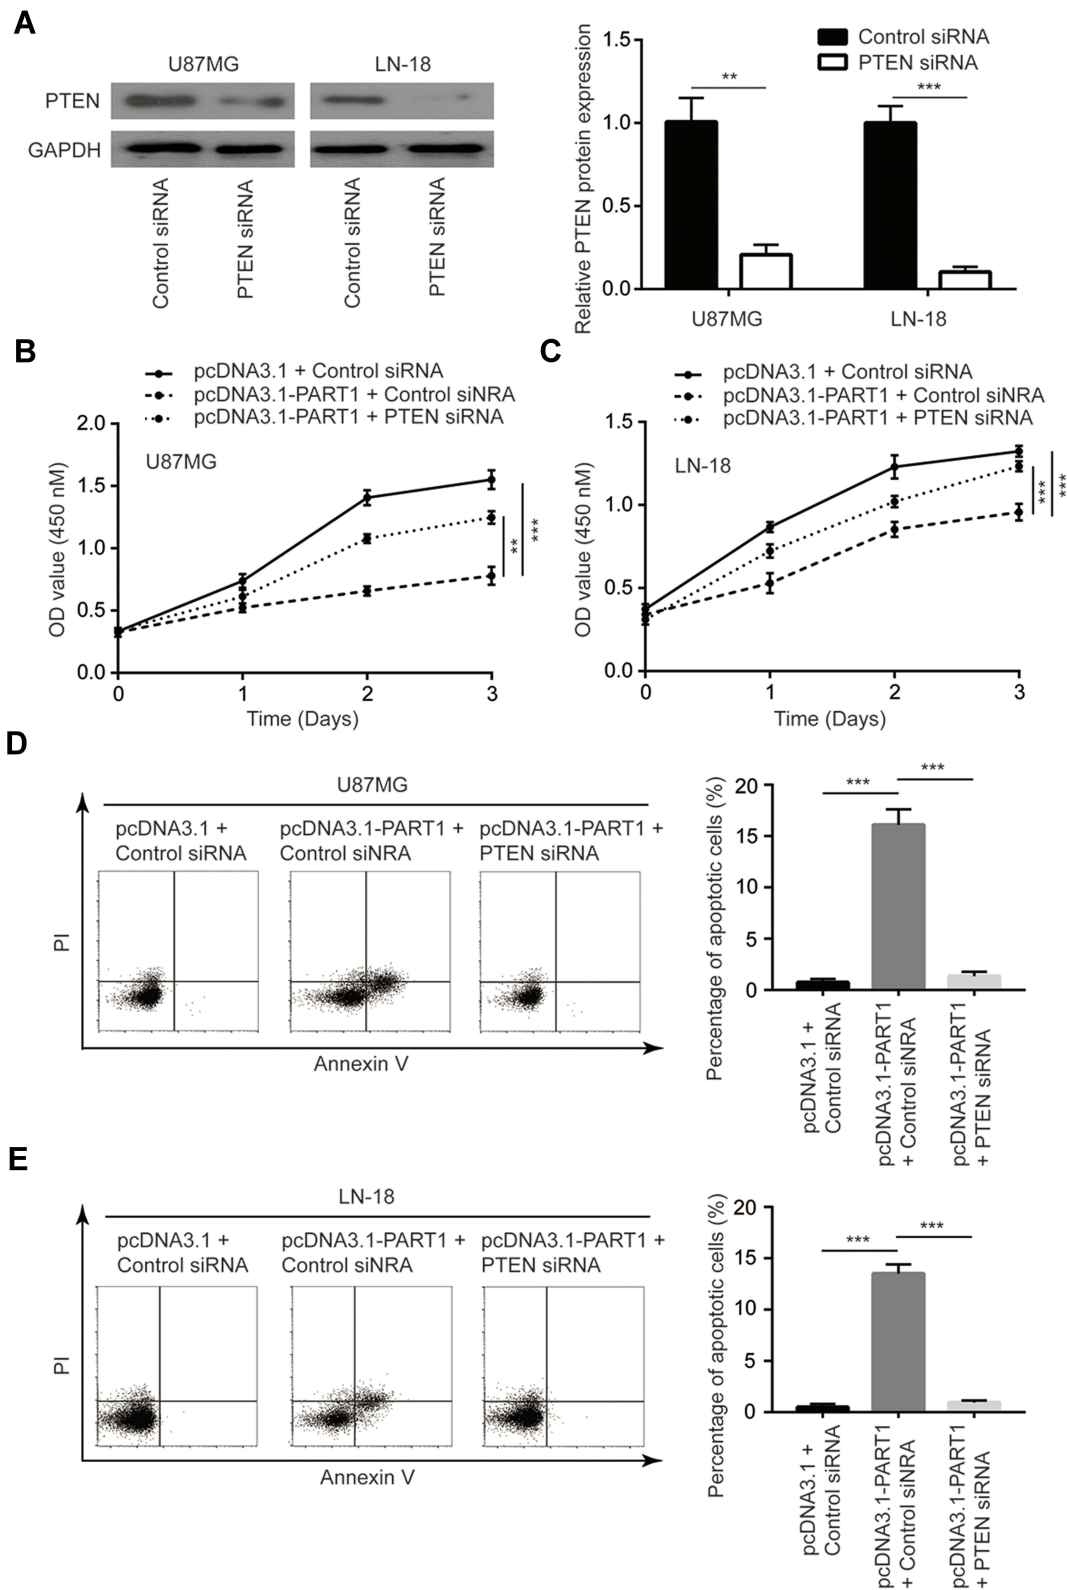 A
U87MG
LN-18
PTEN
GAPDH
Control siRNA
PTEN siRNA
Control siRNA
PTEN siRNA
Relative PTEN protein expression
1.5
1.0
0.5
0.0
Control siRNA
PTEN siRNA
**
***
U87MG
LN-18
B
pcDNA3.1 + Control siRNA
pcDNA3.1-PART1 + Control siNRA
pcDNA3.1-PART1 + PTEN siRNA
U87MG
OD value (450 nM)
2.0
1.5
1.0
0.5
0.0
**
***
0
1
2
3
Time (Days)
C
pcDNA3.1 + Control siRNA
pcDNA3.1-PART1 + Control siNRA
pcDNA3.1-PART1 + PTEN siRNA
LN-18
OD value (450 nM)
1.5
1.0
0.5
0.0
***
***
0
1
2
3
Time (Days)
D
U87MG
pcDNA3.1 +
Control siRNA
pcDNA3.1-PART1 +
Control siNRA
pcDNA3.1-PART1 +
PTEN siRNA
PI
Annexin V
Percentage of apoptotic cells (%)
20
15
10
5
0
***
***
pcDNA3.1 +
Control siRNA
pcDNA3.1-PART1
+ Control siNRA
pcDNA3.1-PART1
+ PTEN siRNA
E
LN-18
pcDNA3.1 +
Control siRNA
pcDNA3.1-PART1 +
Control siNRA
pcDNA3.1-PART1 +
PTEN siRNA
PI
Annexin V
Percentage of apoptotic cells (%)
20
15
10
5
0
***
***
pcDNA3.1 +
Control siRNA
pcDNA3.1-PART1
+ Control siNRA
pcDNA3.1-PART1
+ PTEN siRNA